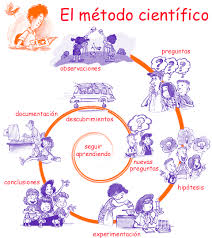 El método científico
observaciones
preguntas
documentación
descubrimientos
seguir
aprendiendo
nuevas
preguntas
hipótesis
conclusiones
experimentación